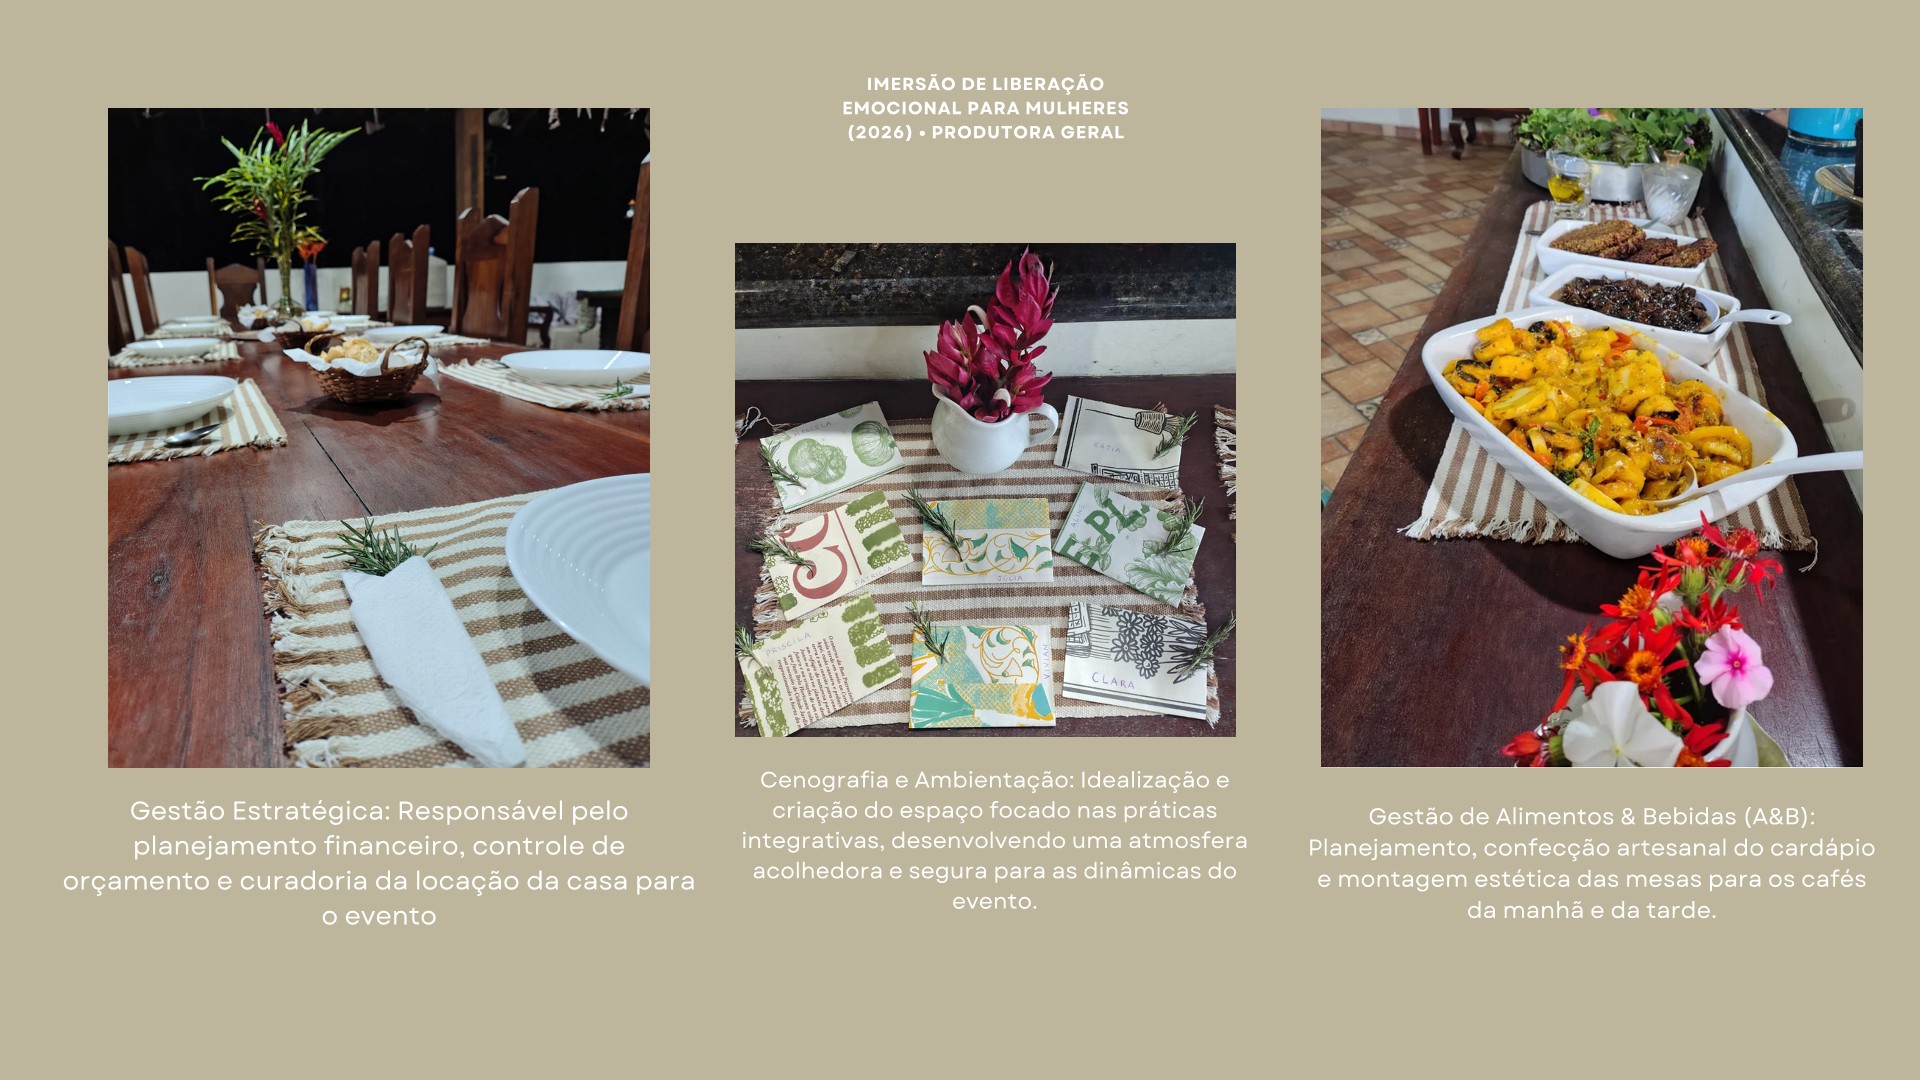 IMERSÃO DE LIBERAÇÃO
EMOCIONAL PARA MULHERES
(2026) • PRODUTORA GERAL
Gestão Estratégica: Responsável pelo
planejamento financeiro, controle de
orçamento e curadoria da locação da casa para
o evento
KATIA
JULIA
PATRICIA
PRISCILA
VIVIAN
CLARA
Cenografia e Ambientação: Idealização e
criação do espaço focado nas práticas
integrativas, desenvolvendo uma atmosfera
acolhedora e segura para as dinâmicas do
evento.
Gestão de Alimentos & Bebidas (A&B):
Planejamento, confecção artesanal do cardápio
e montagem estética das mesas para os cafés
da manhã e da tarde.